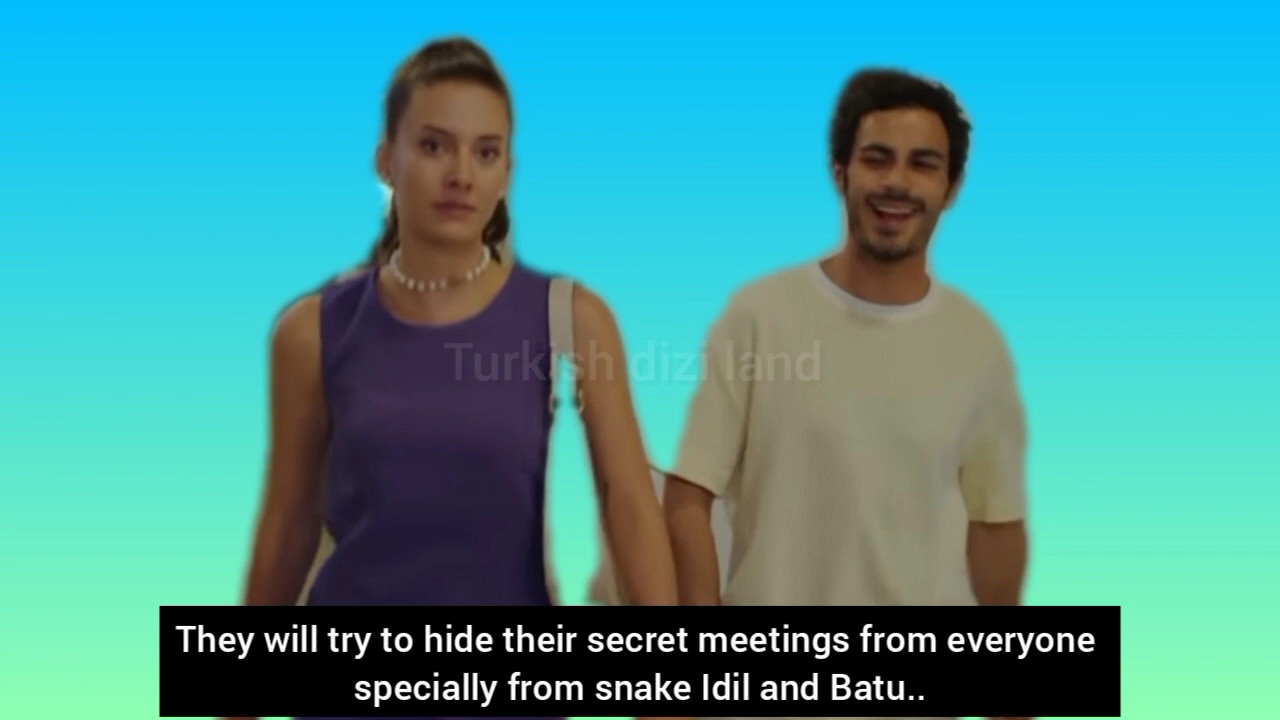 Turkish dizi land
They will try to hide their secret meetings from everyone
specially from snake Idil and Batu..